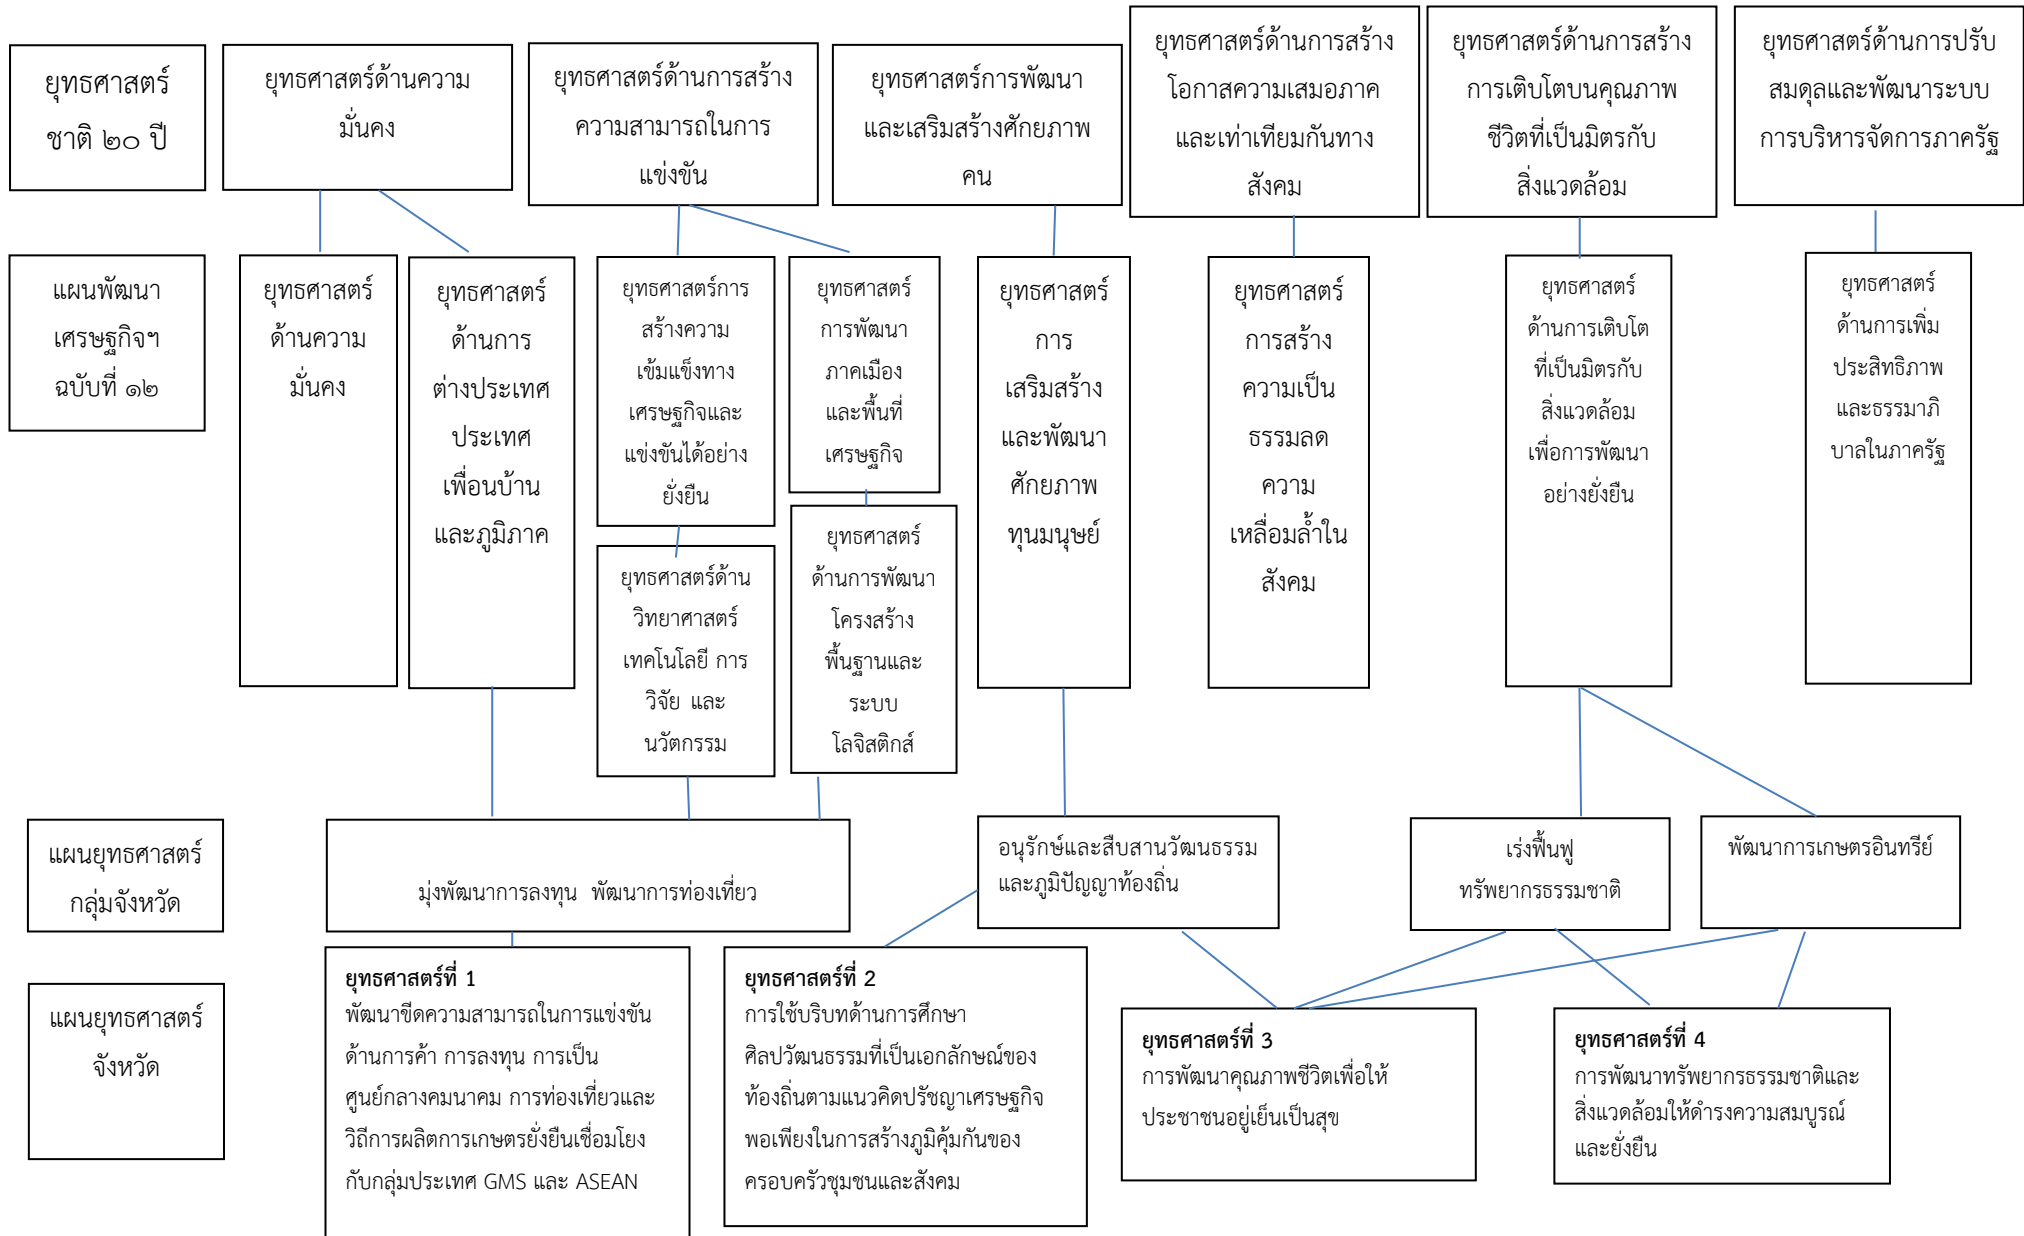 ยุทธศาสตร์
ชาติ ๒๐ ปี
ยุทธศาสตร์ด้านความ
มั่นคง
ยุทธศาสตร์ด้านการสร้าง
ความสามารถในการ
แข่งขัน
ยุทธศาสตร์การพัฒนา
และเสริมสร้างศักยภาพ
คน
ยุทธศาสตร์ด้านการสร้าง
โอกาสความเสมอภาค
และเท่าเทียมกันทาง
สังคม
ยุทธศาสตร์ด้านการสร้าง
การเติบโตบนคุณภาพ
ชีวิตที่เป็นมิตรกับ
สิ่งแวดล้อม
ยุทธศาสตร์ด้านการปรับ
สมดุลและพัฒนาระบบ
การบริหารจัดการภาครัฐ
แผนพัฒนา
เศรษฐกิจฯ
ฉบับที่ ๑๒
ยุทธศาสตร์
ด้านความ
มั่นคง
ยุทธศาสตร์
ด้านการ
ต่างประเทศ
ประเทศ
เพื่อนบ้าน
และภูมิภาค
ยุทธศาสตร์การ
สร้างความ
เข้มแข็งทาง
เศรษฐกิจและ
แข่งขันได้อย่าง
ยั่งยืน
ยุทธศาสตร์
การพัฒนา
ภาคเมือง
และพื้นที่
เศรษฐกิจ
ยุทธศาสตร์
การ
เสริมสร้าง
และพัฒนา
ศักยภาพ
ทุนมนุษย์
ยุทธศาสตร์
การสร้าง
ความเป็น
ธรรมลด
ความ
เหลื่อมล้ำใน
สังคม
ยุทธศาสตร์
ด้านการเติบโต
ที่เป็นมิตรกับ
สิ่งแวดล้อม
เพื่อการพัฒนา
อย่างยั่งยืน
ยุทธศาสตร์
ด้านการเพิ่ม
ประสิทธิภาพ
และธรรมาภิ
บาลในภาครัฐ
ยุทธศาสตร์ด้าน
วิทยาศาสตร์
เทคโนโลยี การ
วิจัย และ
นวัตกรรม
ยุทธศาสตร์
ด้านการพัฒนา
โครงสร้าง
พื้นฐานและ
ระบบ
โลจิสติกส์
แผนยุทธศาสตร์
กลุ่มจังหวัด
มุ่งพัฒนาการลงทุน พัฒนาการท่องเที่ยว
อนุรักษ์และสืบสานวัฒนธรรม
และภูมิปัญญาท้องถิ่น
เร่งฟื้นฟู
ทรัพยากรธรรมชาติ
พัฒนาการเกษตรอินทรีย์
แผนยุทธศาสตร์
จังหวัด
ยุทธศาสตร์ที่ 1
พัฒนาขีดความสามารถในการแข่งขัน
ด้านการค้า การลงทุน การเป็น
ศูนย์กลางคมนาคม การท่องเที่ยวและ
วิถีการผลิตการเกษตรยั่งยืนเชื่อมโยง
กับกลุ่มประเทศ GMS และ ASEAN
ยุทธศาสตร์ที่ 2
การใช้บริบทด้านการศึกษา
ศิลปวัฒนธรรมที่เป็นเอกลักษณ์ของ
ท้องถิ่นตามแนวคิดปรัชญาเศรษฐกิจ
พอเพียงในการสร้างภูมิคุ้มกันของ
ครอบครัวชุมชนและสังคม
ยุทธศาสตร์ที่ 3
การพัฒนาคุณภาพชีวิตเพื่อให้
ประชาชนอยู่เย็นเป็นสุข
ยุทธศาสตร์ที่ 4
การพัฒนาทรัพยากรธรรมชาติและ
สิ่งแวดล้อมให้ดำรงความสมบูรณ์
และยั่งยืน